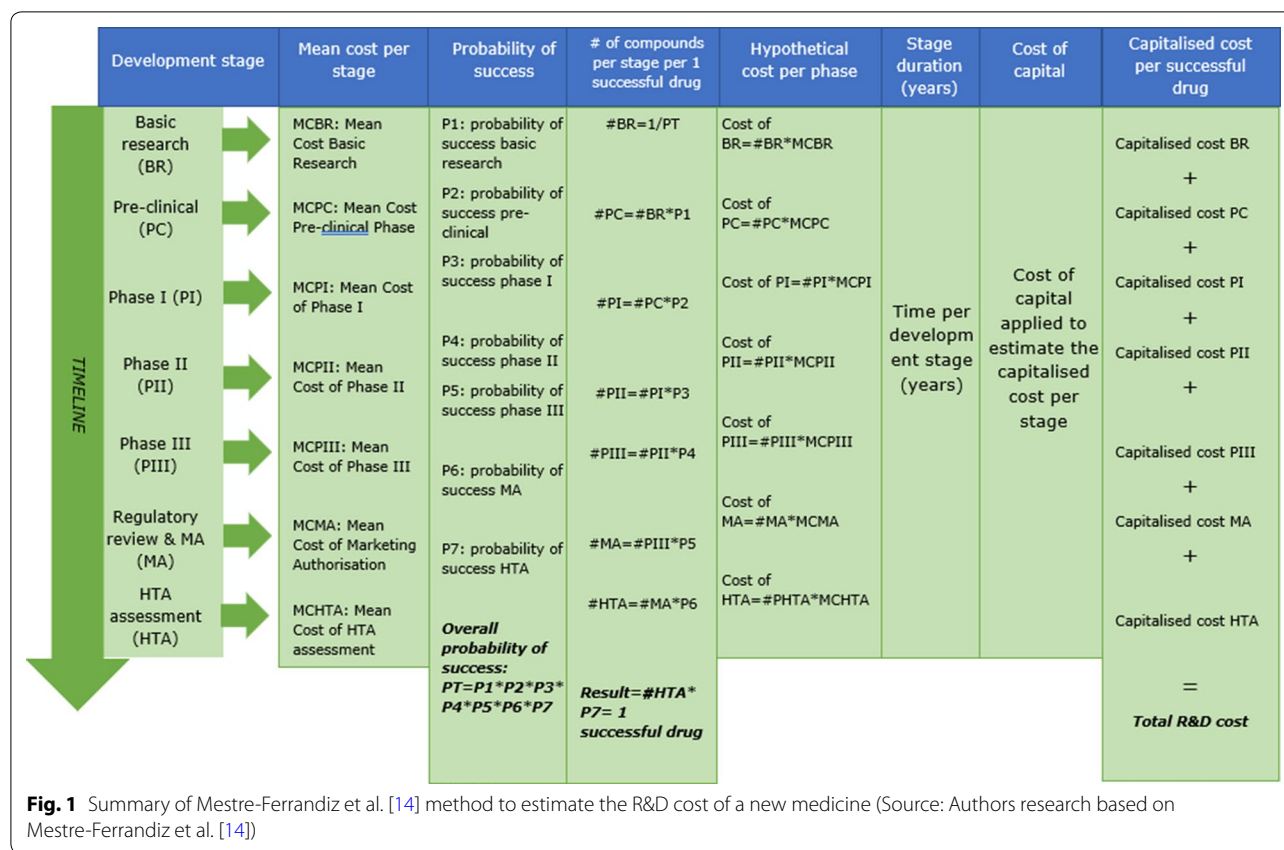 Development stage
Mean cost per
stage
Probability of
success
# of compounds
per stage per 1
successful drug
Hypothetical
cost per phase
Stage
duration
(years)
Cost of
capital
Capitalised cost
per successful
drug
TIMELINE
Basic
research
(BR)
Pre-clinical
(PC)
Phase I (PI)
Phase II
(PII)
Phase III
(PIII)
Regulatory
review & MA
(MA)
HTA
assessment
(HTA)
MCBR: Mean
Cost Basic
Research
MCPC: Mean Cost
Pre-clinical Phase
MCPI: Mean Cost
of Phase I
MCPII: Mean
Cost of Phase II
MCPIII: Mean
Cost of Phase III
MCMA: Mean
Cost of Marketing
Authorisation
MCHTA: Mean
Cost of HTA
assessment
P1: probability of
success basic
research
P2: probability of
success pre-
clinical
P3: probability of
success phase I
P4: probability of
success phase II
P5: probability of
success phase III
P6: probability of
success MA
P7: probability of
success HTA
Overall
probability of
success:
PT=P1*P2*P3*
P4*P5*P6*P7
#BR=1/PT
#PC=#BR*P1
#PI=#PC*P2
#PII=#PI*P3
#PIII=#PII*P4
#MA=#PIII*P5
#HTA=#MA*P6
Result=#HTA*
P7= 1
successful drug
Cost of
BR=#BR*MCBR
Cost of
PC=#PC*MCPC
Cost of PI=#PI*MCPI
Cost of
PII=#PII*MCPII
Cost of
PIII=#PIII*MCPIII
Cost of
MA=#MA*MCMA
Cost of
HTA=#PHTA*MCHTA
Time per
developm
ent stage
(years)
Cost of
capital
applied to
estimate the
capitalised
cost per
stage
Capitalised cost BR
+
Capitalised cost PC
+
Capitalised cost PI
+
Capitalised cost PII
+
Capitalised cost PIII
+
Capitalised cost MA
+
Capitalised cost HTA
=
Total R&D cost
Fig. 1 Summary of Mestre-Ferrandiz et al. [14] method to estimate the R&D cost of a new medicine (Source: Authors research based on
Mestre-Ferrandiz et al. [14])